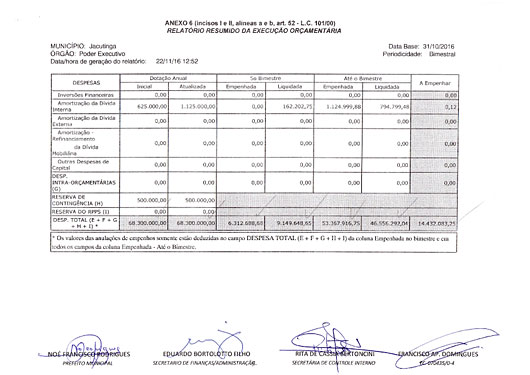 ANEXO 6 (incisos I e II, alíneas a e b, art. 52 - L.C. 101/00)
RELATÓRIO RESUMIDO DA EXECUÇÃO ORÇAMENTÁRIA
MUNICÍPIO: Jacutinga Data Base: 31/10/2016
ÓRGÃO: Poder Executivo Periodicidade: Bimestral
Data/hora de geração do relatório: 22/11/16 12:52
DESPESAS Dotação Anual So Bimestre Até o Bimestre A Empenhar
Inicial Atualizada Empenhada Liquidada Empenhada Liquidada
Inversões Financeiras 0,00 0,00 0,00 0,00 0,00 0,00 0,00
Amortização da Dívida Interna 625.000,00 1.125.000,00 0,00 162.202,75 1.124.999,88 794.799,48 0,12
Amortização da Dívida Externa 0,00 0,00 0,00 0,00 0,00 0,00 0,00
Amortização - Refinanciamento da Dívida Mobiliária 0,00 0,00 0,00 0,00 0,00 0,00 0,00
Outras Despesas de Capital 0,00 0,00 0,00 0,00 0,00 0,00 0,00
DESP. INTRA-ORÇAMENTÁRIAS (G) 0,00 0,00 0,00 0,00 0,00 0,00 0,00
RESERVA DE CONTINGÊNCIA (H) 500.000,00 580.000,00
RESERVA DO RPPS (I) 0,00 0,00
DESP. TOTAL (E + F + G + H + I) * 68.300.000,00 68.300.000,00 6.312.688,68 9.149.648,65 53.367.916,75 46.556.292,04 14.432.083,25
* Os valores das anulações de empenhos somente estão deduzidas no campo DESPESA TOTAL (E + F + G + H + I) da coluna Empenhada no bimestre e em
todos os campos da coluna Empenhada - Até o Bimestre.
NOÉ FRANCISCO RODRIGUES EDUARDO BORTOLOTTO FILHO RITA DE CASSIA BERTONCINI FRANCISCO AP. DOMINGUES
PREFEITO MUNICIPAL SECRETARIO DE FINANÇAS/ADMINISTRAÇÃO SECRETÁRIA DE CONTROLE INTERNO